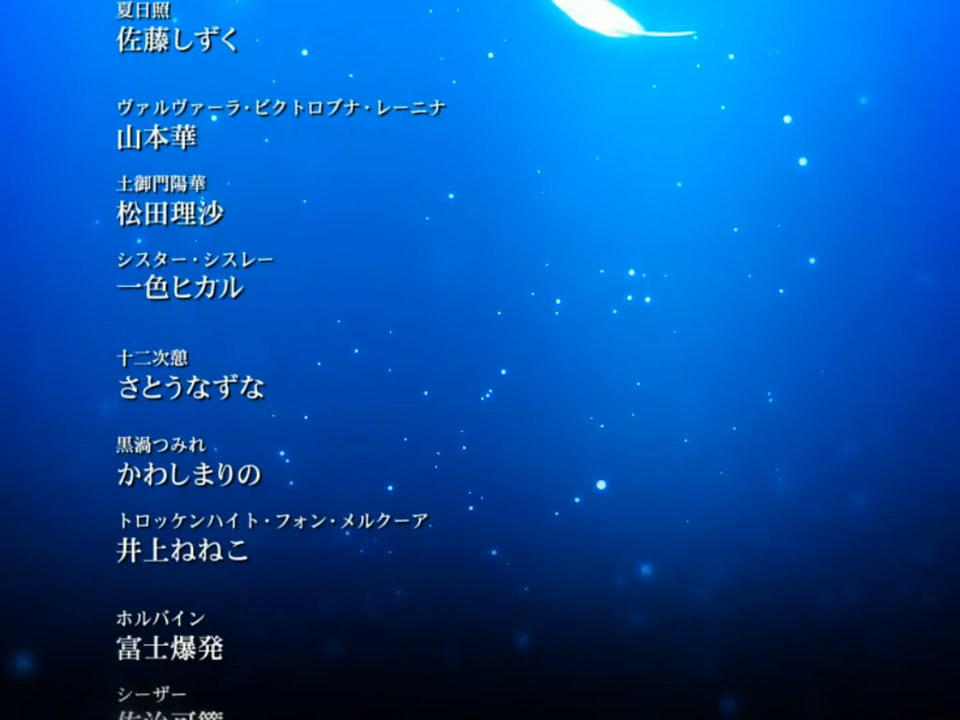 夏日照
佐藤しずく
ヴァルヴァーラ・ビクトロブナ・レーニナ
山本華
土御門陽華
松田理沙
シスター・シスレー
一色ヒカル
十二次憩
さとうなずな
黒渦つみれ
かわしまりの
トロッケンハイト・フォン・メルクーア
井上ねねこ
ホルバイン
富士爆発
シーザー